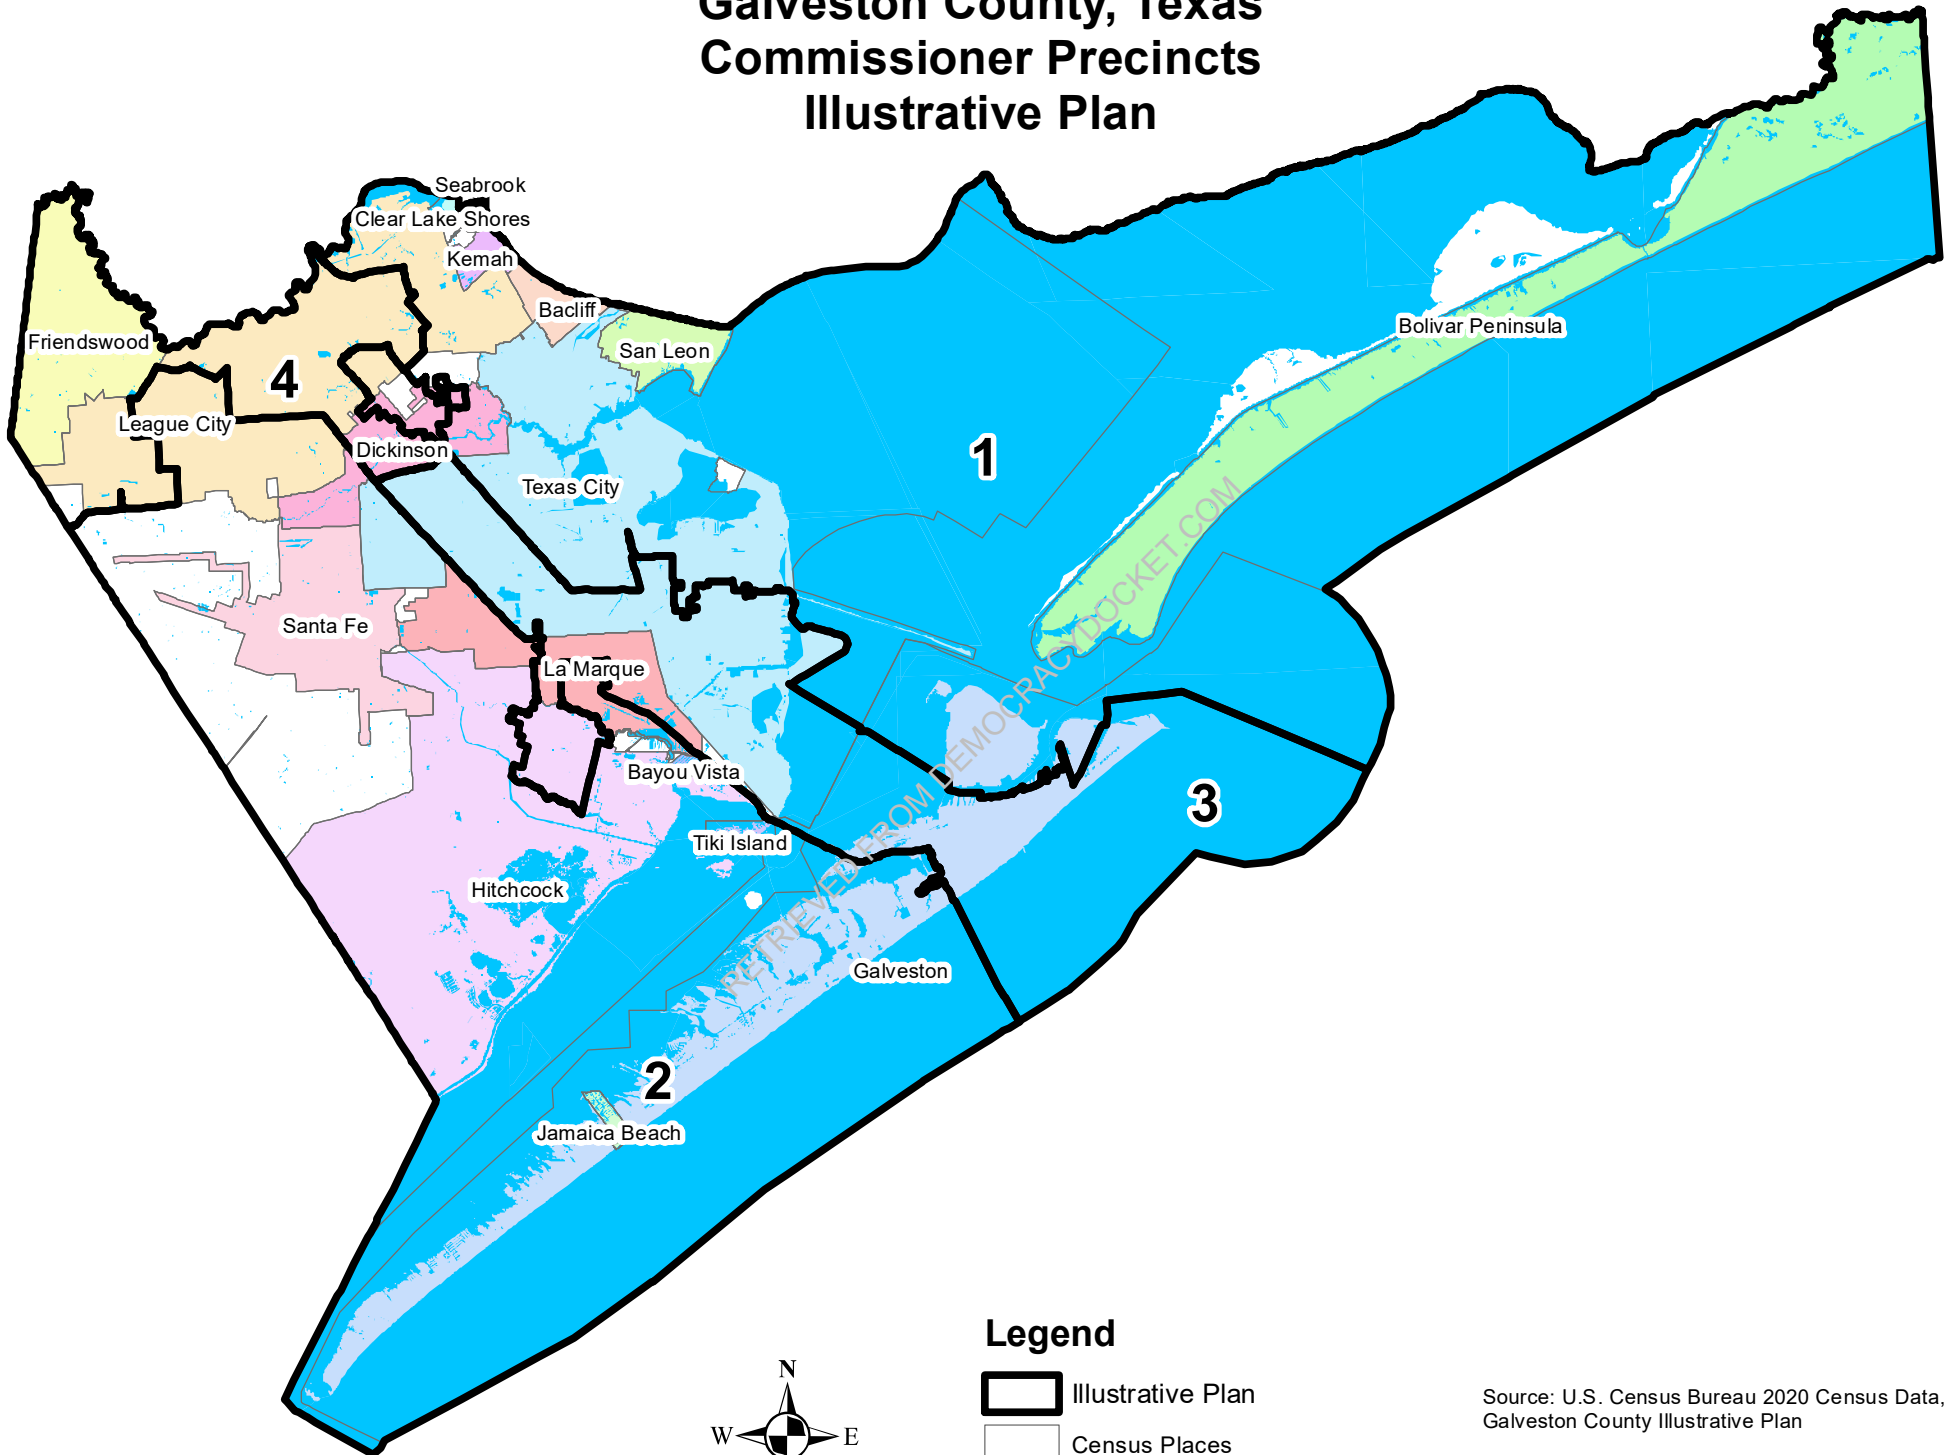 Galveston County, Texas
Commissioner Precincts
Illustrative Plan
Seabrook
Clear Lake Shores
Kemah
Bacliff
Friendswood
San Leon
Bolivar Peninsula
4
League City
Dickinson
1
Texas City
Santa Fe
La Marque
Bayou Vista
3
Tiki Island
Hitchcock
Galveston
2
Jamaica Beach
RETRIEVED FROM DEMOCRACYDOCKET.COM
Legend
Illustrative Plan
Census Places
N
W
E
Source: U.S. Census Bureau 2020 Census Data,
Galveston County Illustrative Plan